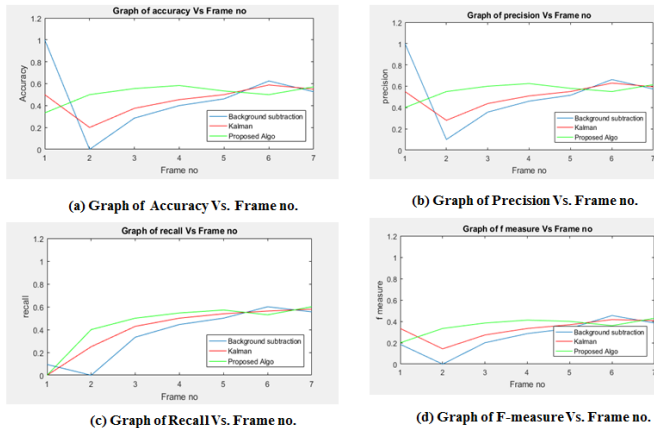 Graph of accuracy Vs Frame no
1.2
1
0.8
0.6
0.4
0.2
0
Accuracy
1 2 3 4 5 6 7
Frame no
Background subtraction
Kalman
Proposed Algo
(a) Graph of Accuracy Vs. Frame no.
Graph of precision Vs Frame no
1.2
1
0.8
0.6
0.4
0.2
0
precision
1 2 3 4 5 6 7
Frame no
Background subtraction
Kalman
Proposed Algo
(b) Graph of Precision Vs. Frame no.
Graph of recall Vs Frame no
1.2
1
0.8
0.6
0.4
0.2
0
recall
1 2 3 4 5 6 7
Frame no
Background subtraction
Kalman
Proposed Algo
(c) Graph of Recall Vs. Frame no.
Graph of f measure Vs Frame no
1.2
1
0.8
0.6
0.4
0.2
0
f measure
1 2 3 4 5 6 7
Frame no
Background subtraction
Kalman
Proposed Algo
(d) Graph of F-measure Vs. Frame no.